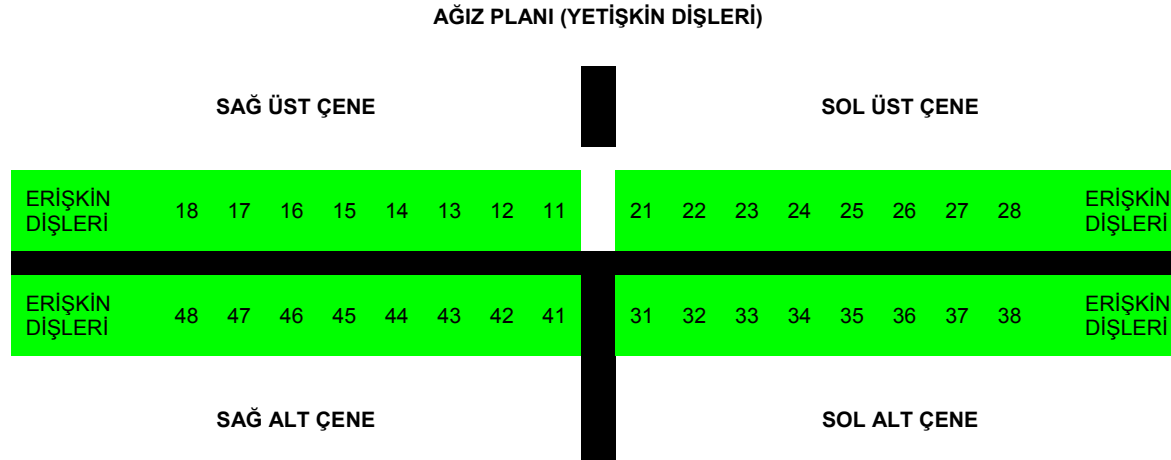 AĞIZ PLANI (YETİŞKİN DİŞLERİ)
SAĞ ÜST ÇENE
SOL ÜST ÇENE
ERİŞKİN
DİŞLERİ
18 17 16 15 14 13 12 11
21 22 23 24 25 26 27 28
ERİŞKİN
DİŞLERİ
ERİŞKİN
DİŞLERİ
48 47 46 45 44 43 42 41
31 32 33 34 35 36 37 38
ERİŞKİN
DİŞLERİ
SAĞ ALT ÇENE
SOL ALT ÇENE